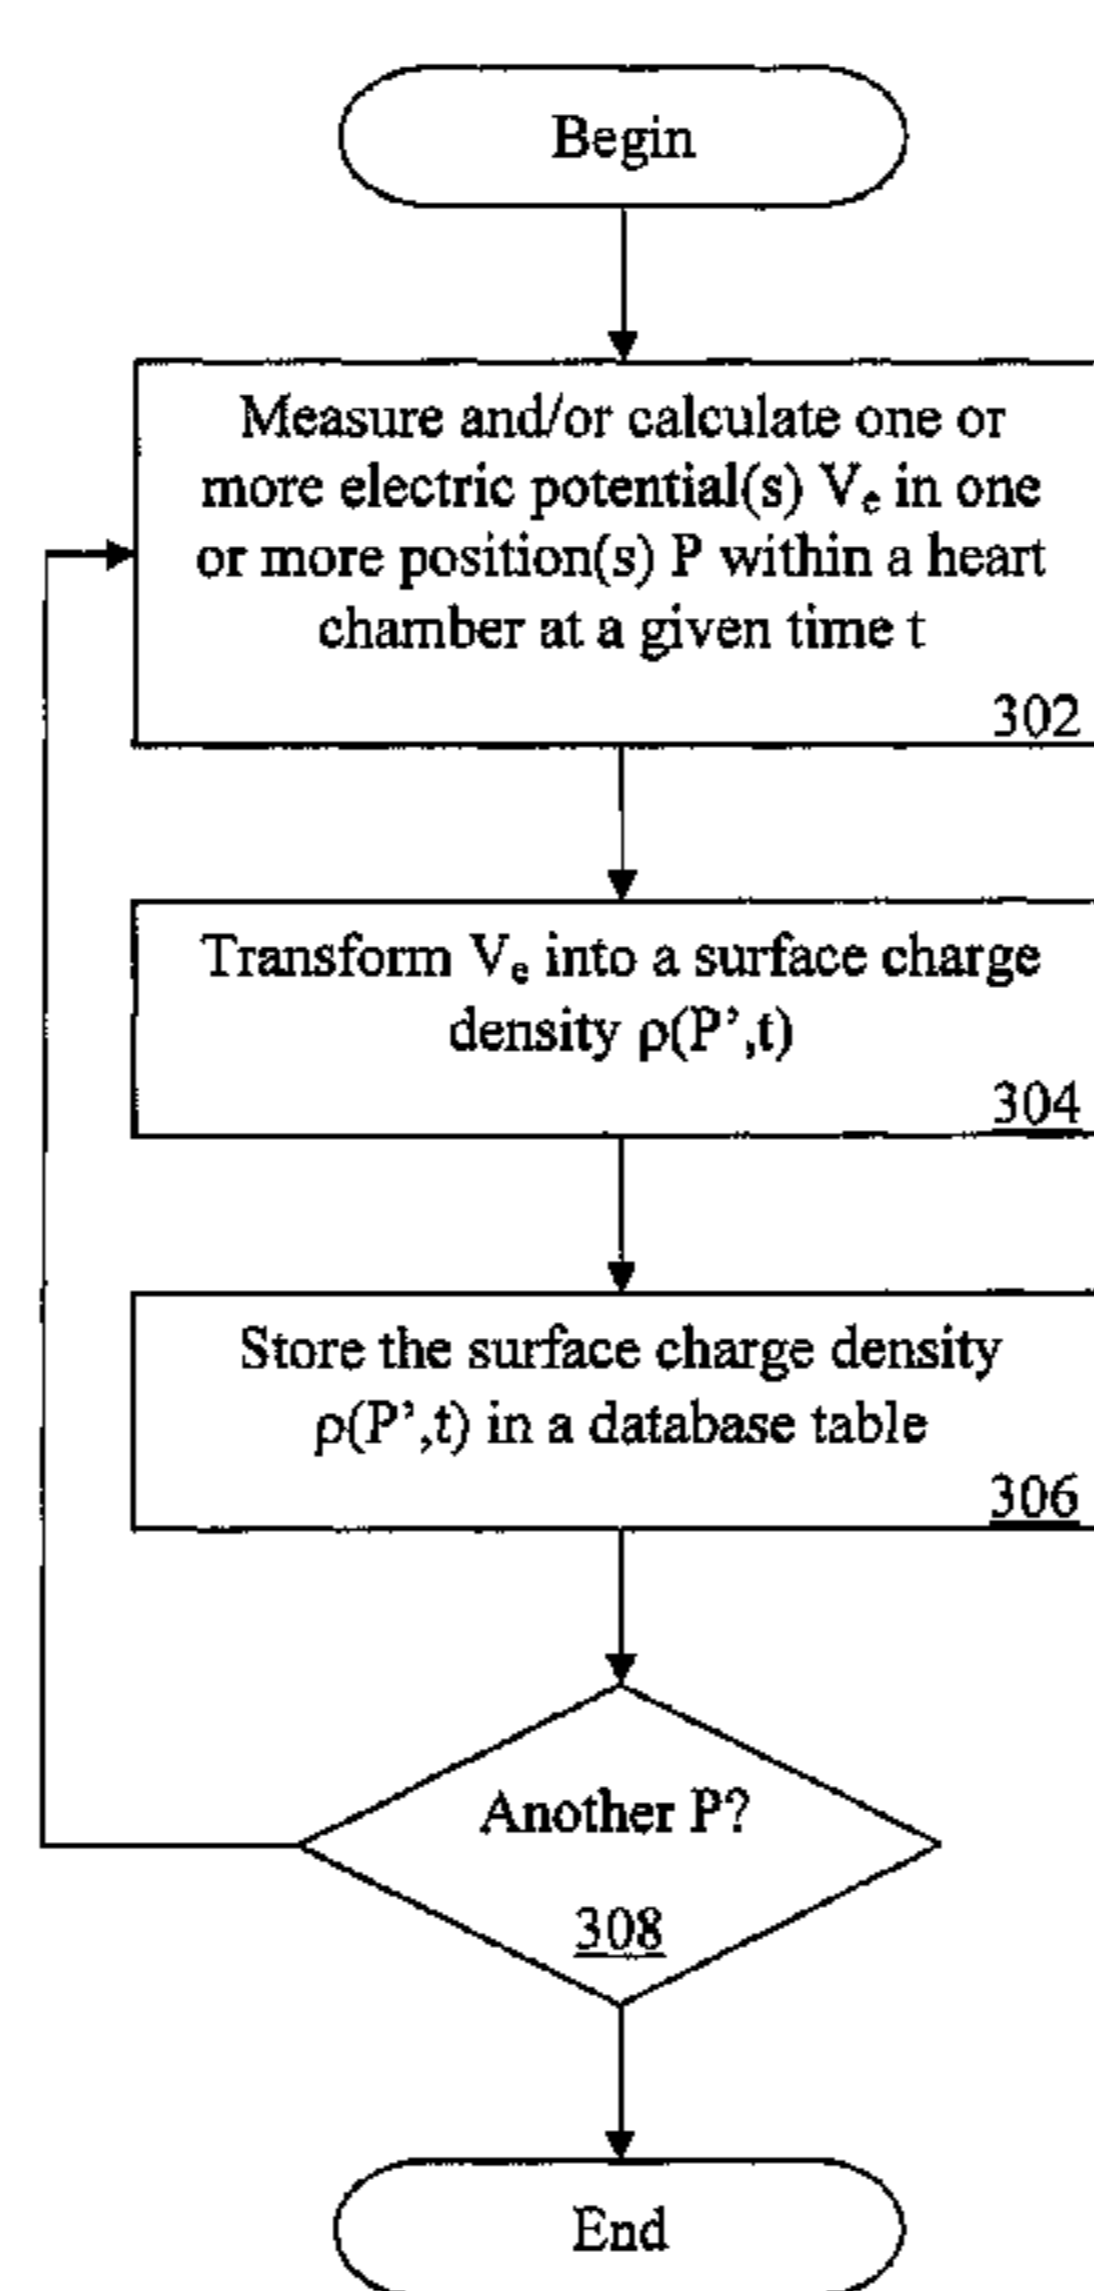 Begin
Measure and/or calculate one or
more electric potential(s) Vₑ in one
or more position(s) P within a heart
chamber at a given time t
302
Transform Vₑ into a surface charge
density ρ(P’,t)
304
Store the surface charge density
ρ(P’,t) in a database table
306
Another P?
308
End